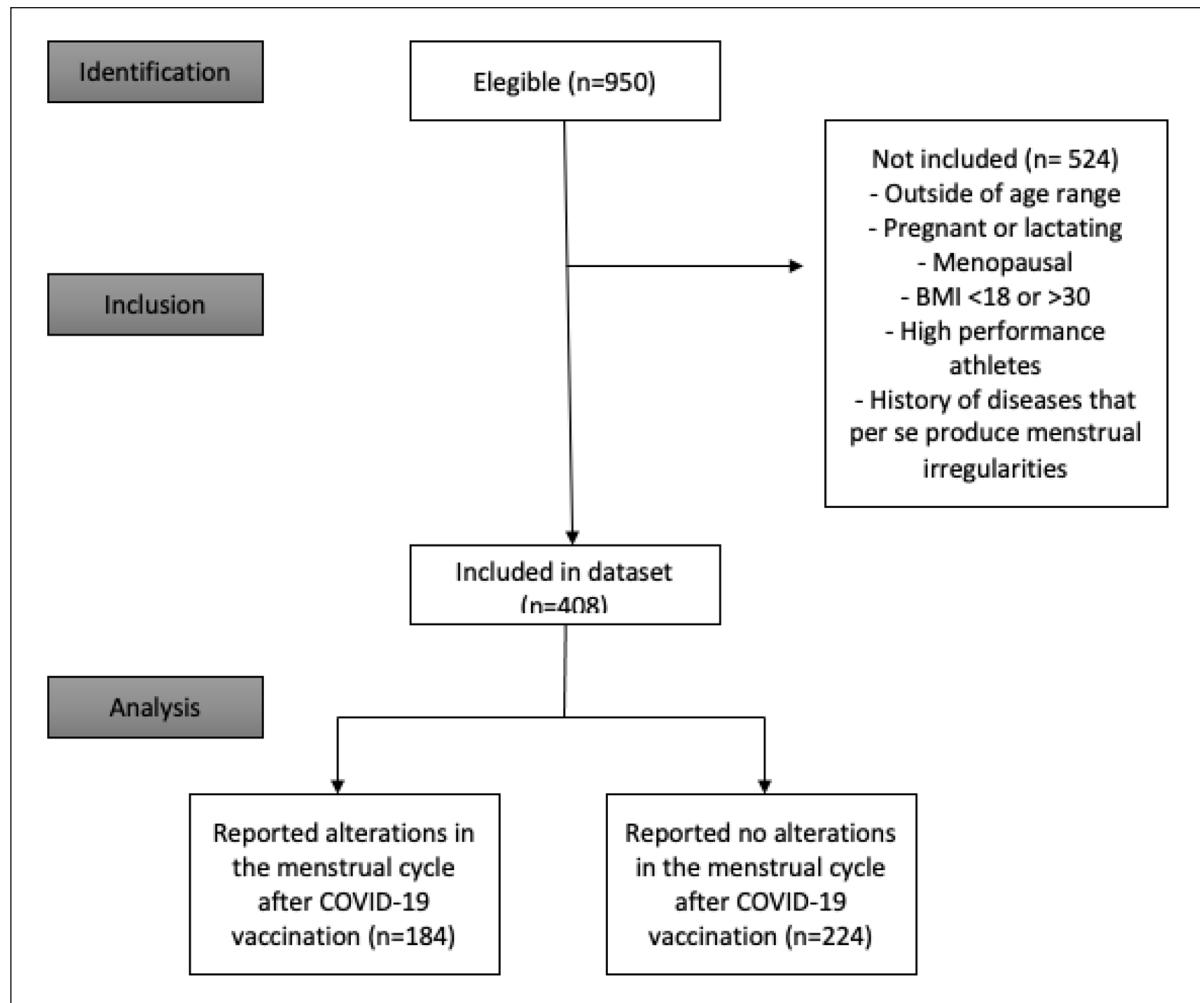 Identification
Elegible (n=950)
Not included (n= 524)
- Outside of age range
- Pregnant or lactating
- Menopausal
- BMI <18 or >30
- High performance
athletes
- History of diseases that
per se produce menstrual
irregularities
Inclusion
Included in dataset
(n=408)
Analysis
Reported alterations in
the menstrual cycle
after COVID-19
vaccination (n=184)
Reported no alterations
in the menstrual cycle
after COVID-19
vaccination (n=224)